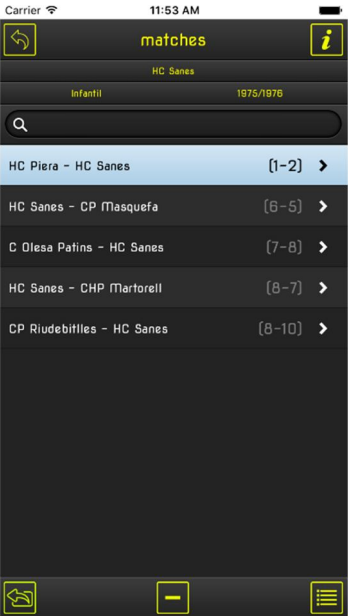 Carrier 11:53 AM
matches
HC Sanes
Infantil 1975/1976
HC Piera - HC Sanes (1-2)
HC Sanes - CP Masquefa (6-5)
C Olesa Patins - HC Sanes (7-8)
HC Sanes - CHP Martorell (8-7)
CP Riudebitlles - HC Sanes (8-10)